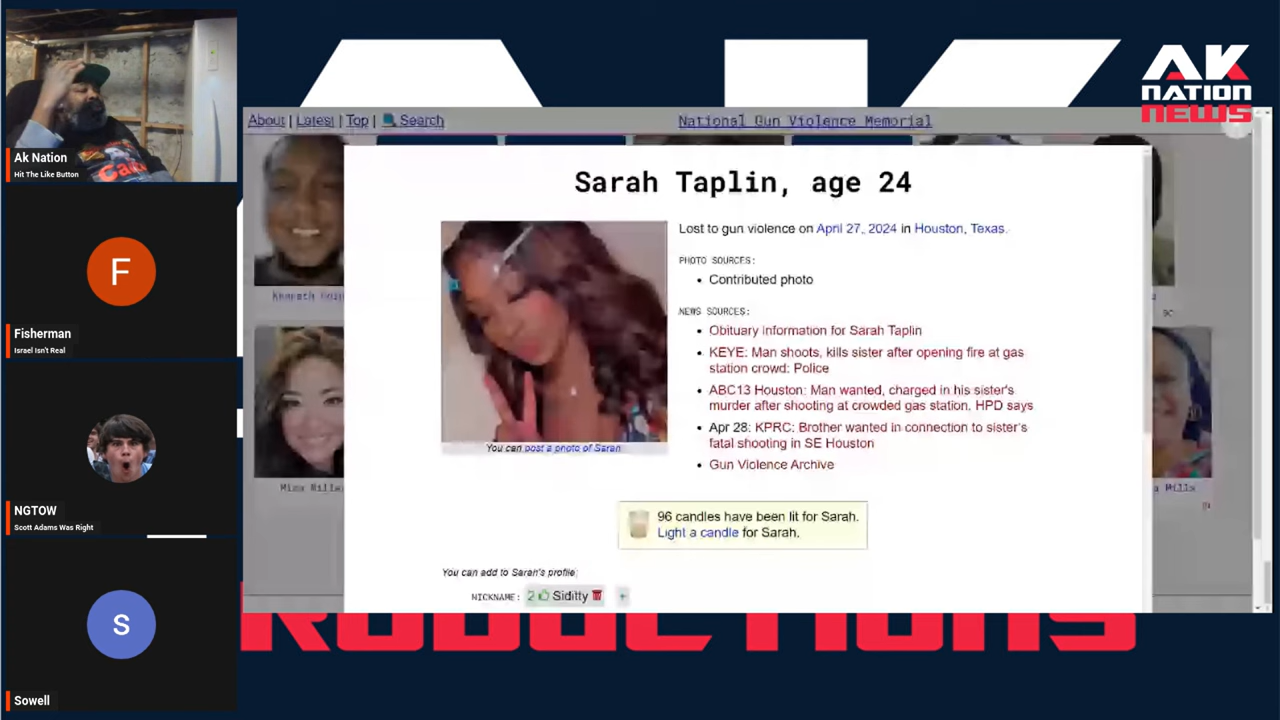 AK
NATION
NEWS
About | Latest | Top | Search
National Gun Violence Memorial
Sarah Taplin, age 24
Lost to gun violence on April 27, 2024 in Houston, Texas.
PHOTO SOURCES:
• Contributed photo
NEWS SOURCES:
• Obituary information for Sarah Taplin
• KEYE: Man shoots, kills sister after opening fire at gas
station crowd: Police
• ABC13 Houston: Man wanted, charged in his sister's
murder after shooting at crowded gas station, HPD says
• Apr 28: KPRC: Brother wanted in connection to sister's
fatal shooting in SE Houston
• Gun Violence Archive
You can post a photo of Sarah
96 candles have been lit for Sarah.
Light a candle for Sarah.
You can add to Sarah's profile:
NICKNAME: 2 Siditty +
Ak Nation
Hit The Like Button
F
Fisherman
Israel Isn't Real
NGTOW
Scott Adams Was Right
S
Sowell
Kenneth
Mills